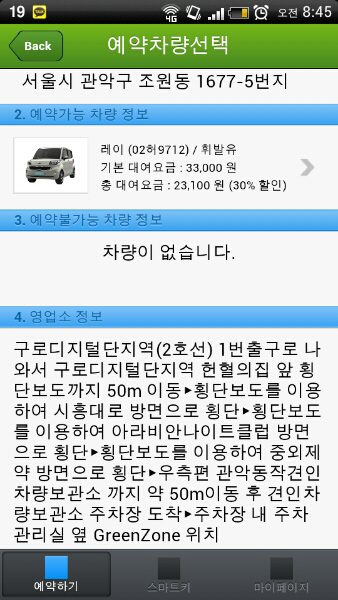 19 4G 오전 8:45
Back 예약차량선택
서울시 관악구 조원동 1677-5번지
2. 예약가능 차량 정보
레이 (02허9712) / 휘발유
기본 대여요금 : 33,000 원
총 대여요금 : 23,100 원 (30% 할인)
3. 예약불가능 차량 정보
차량이 없습니다.
4. 영업소 정보
구로디지털단지역(2호선) 1번출구로 나
와서 구로디지털단지역 헌혈의집 앞 횡
단보도까지 50m 이동▶횡단보도를 이용
하여 시흥대로 방면으로 횡단▶횡단보도
를 이용하여 아라비안나이트클럽 방면
으로 횡단▶횡단보도를 이용하여 중외제
약 방면으로 횡단▶우측편 관악동작견인
차량보관소 까지 약 50m이동 후 견인차
량보관소 주차장 도착▶주차장 내 주차
관리실 옆 GreenZone 위치
예약하기 스마트키 마이페이지